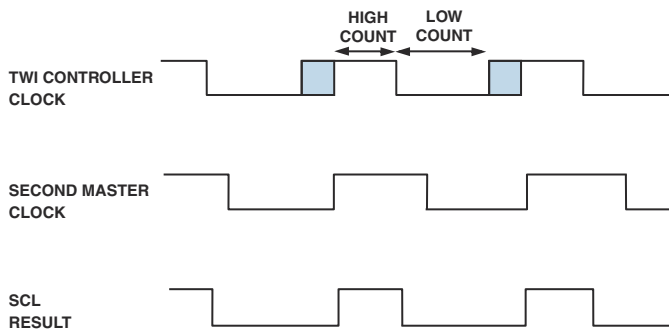 HIGH
COUNT
LOW
COUNT
TWI CONTROLLER
CLOCK
SECOND MASTER
CLOCK
SCL
RESULT